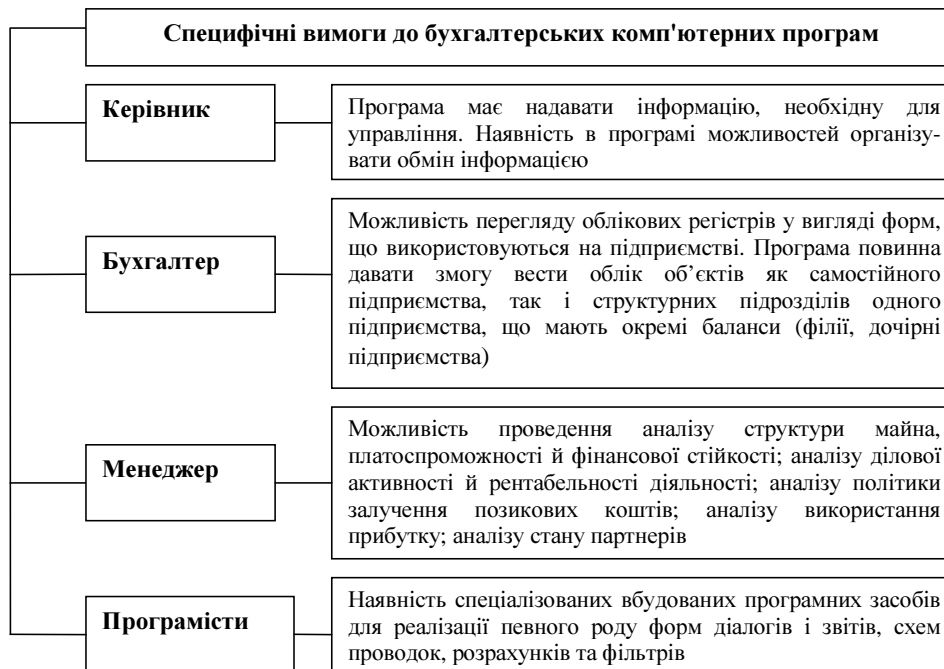 Специфічні вимоги до бухгалтерських комп'ютерних програм
Керівник
Програма має надавати інформацію, необхідну для
управління. Наявність в програмі можливостей організу-
вати обмін інформацією
Бухгалтер
Можливість перегляду облікових регістрів у вигляді форм,
що використовуються на підприємстві. Програма повинна
давати змогу вести облік об’єктів як самостійного
підприємства, так і структурних підрозділів одного
підприємства, що мають окремі баланси (філії, дочірні
підприємства)
Менеджер
Можливість проведення аналізу структури майна,
платоспроможності й фінансової стійкості; аналізу ділової
активності й рентабельності діяльності; аналізу політики
залучення позикових коштів; аналізу використання
прибутку; аналізу стану партнерів
Програмісти
Наявність спеціалізованих вбудованих програмних засобів
для реалізації певного роду форм діалогів і звітів, схем
проводок, розрахунків та фільтрів